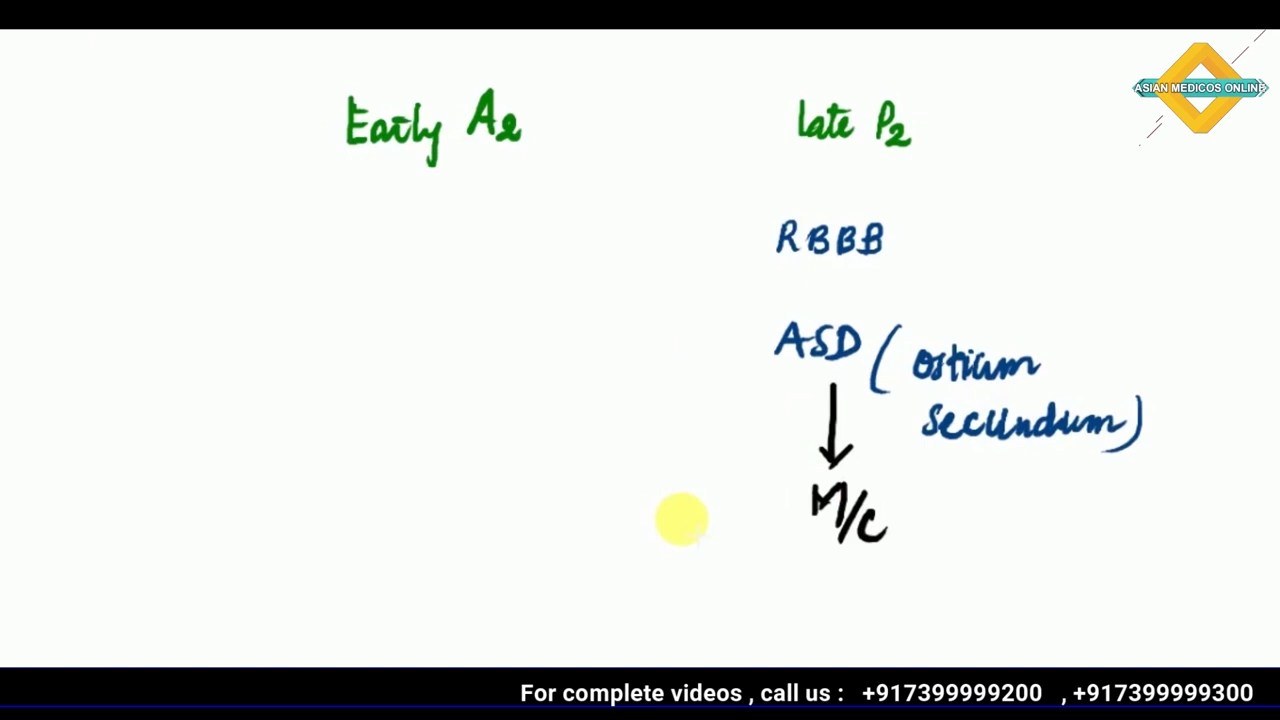 ASIAN MEDICOS ONLINE
Early A2 Late P2
RBBB
ASD (Ostium
Secundum)
M/C
For complete videos , call us : +917399999200 , +917399999300